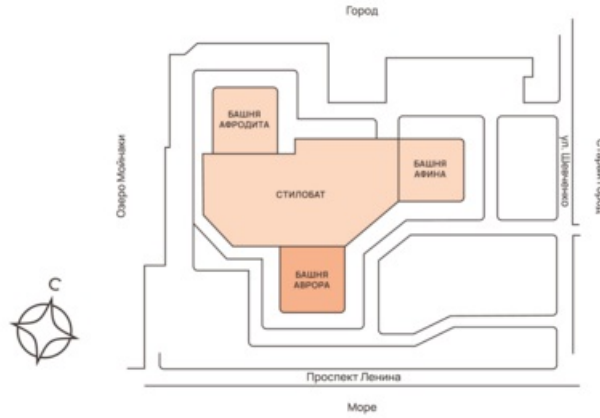 Город
БАШНЯ
АФРОДИТА
Озеро Мойнаки
СТИЛОБАТ
БАШНЯ
АФИНА
ул. Шевченко
БАШНЯ
АВРОРА
С
Проспект Ленина
Море